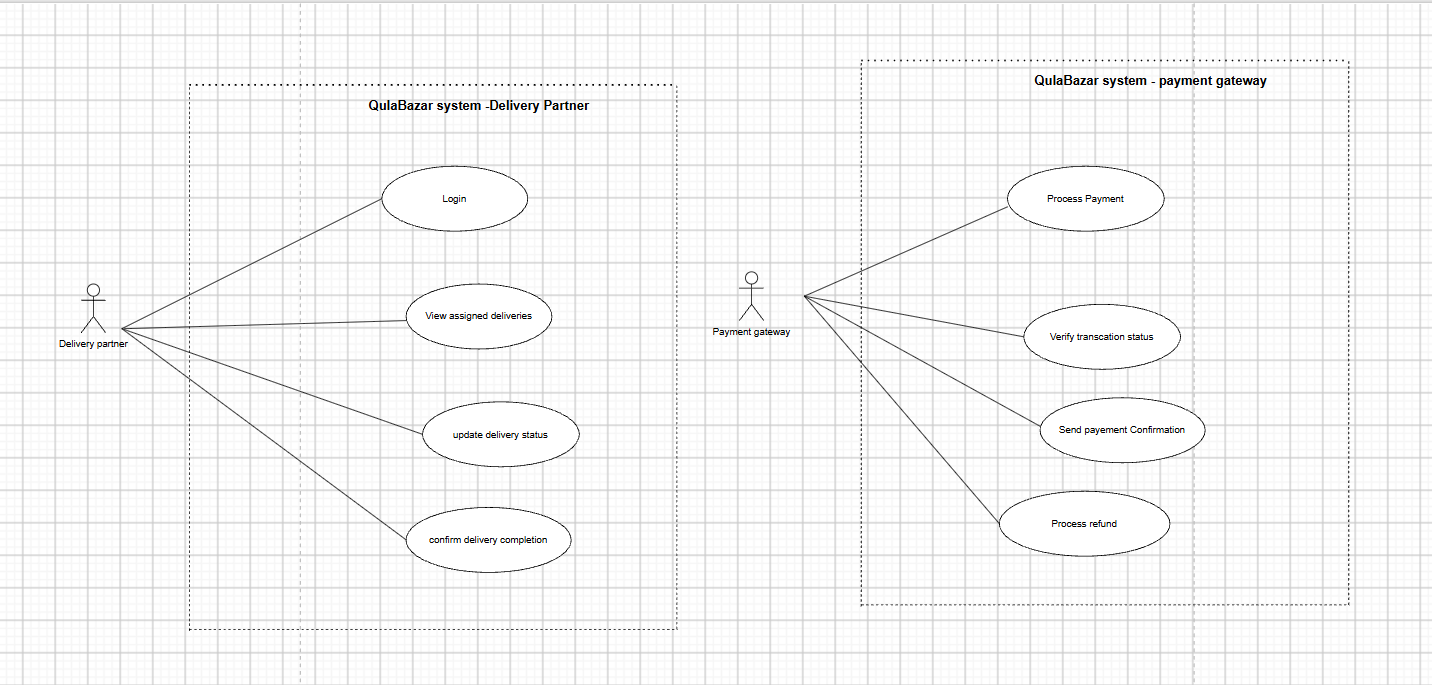 QulaBazar system -Delivery Partner
Login
View assigned deliveries
Delivery partner
update delivery status
confirm delivery completion
QulaBazar system - payment gateway
Process Payment
Payment gateway
Verify transcation status
Send payement Confirmation
Process refund